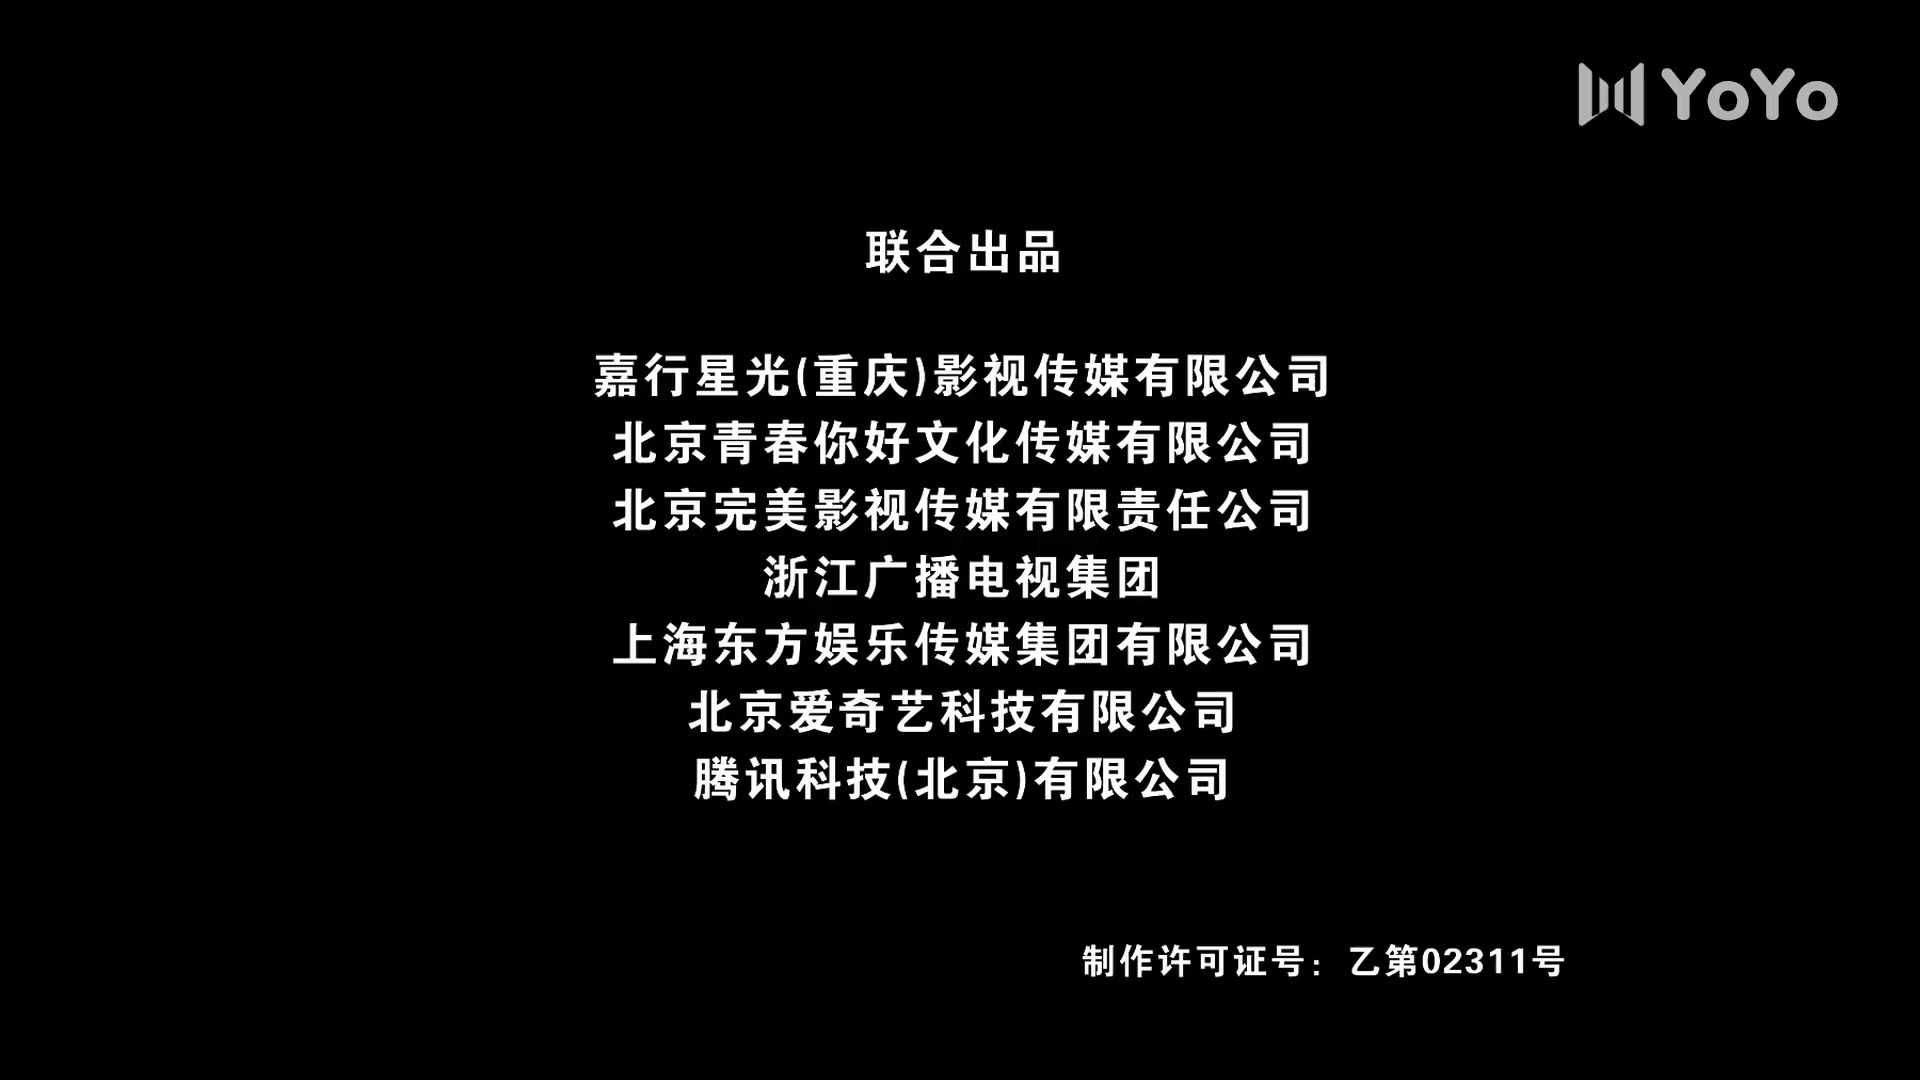 YoYo
联合出品
嘉行星光(重庆)影视传媒有限公司
北京青春你好文化传媒有限公司
北京完美影视传媒有限责任公司
浙江广播电视集团
上海东方娱乐传媒集团有限公司
北京爱奇艺科技有限公司
腾讯科技(北京)有限公司
制作许可证号：乙第02311号